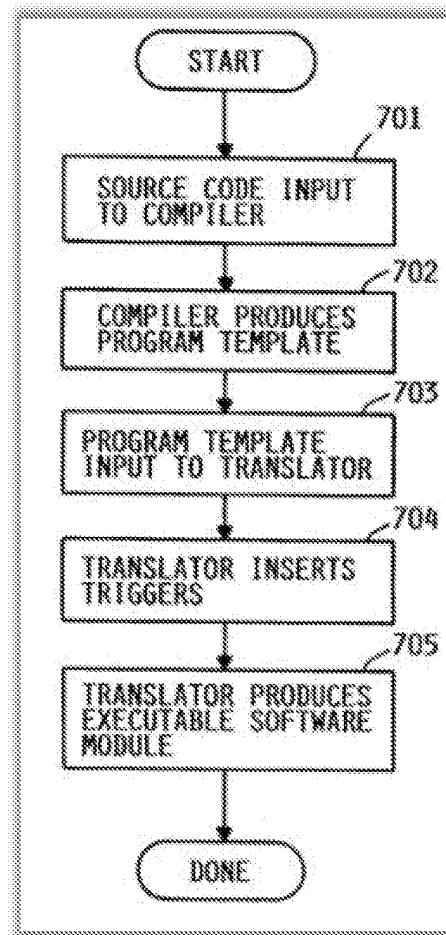 START
701
SOURCE CODE INPUT
TO COMPILER
702
COMPILER PRODUCES
PROGRAM TEMPLATE
703
PROGRAM TEMPLATE
INPUT TO TRANSLATOR
704
TRANSLATOR INSERTS
TRIGGERS
705
TRANSLATOR PRODUCES
EXECUTABLE SOFTWARE
MODULE
DONE